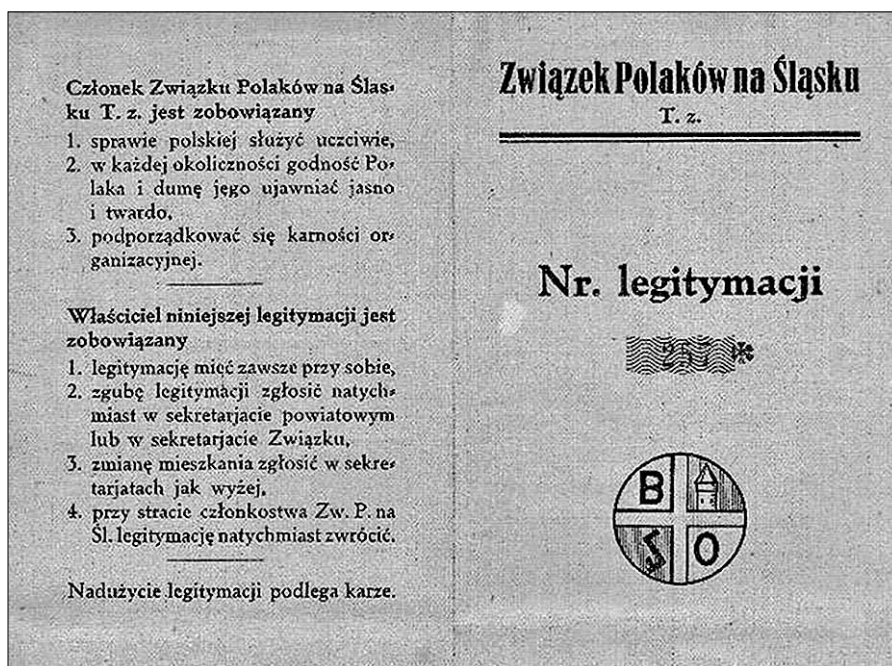 Członek Związku Polaków na Ślas-
ku T. z. jest zobowiązany
1. sprawie polskiej służyć uczciwie,
2. w każdej okoliczności godność Po-
laka i dumę jego ujawniać jasno
i twardo,
3. podporządkować się karności or-
ganizacyjnej.
Właściciel niniejszej legitymacji jest
zobowiązany
1. legitymację mieć zawsze przy sobie,
2. zgubę legitymacji zgłosić natych-
miast w sekretarjacie powiatowym
lub w sekretarjacie Związku,
3. zmianę mieszkania zgłosić w sekre-
tarjatach jak wyżej,
4. przy stracie członkostwa Zw. P. na
Śl. legitymację natychmiast zwrócić.
Nadużycie legitymacji podlega karze.
Związek Polaków na Śląsku
T. z.
Nr. legitymacji
257
B
O